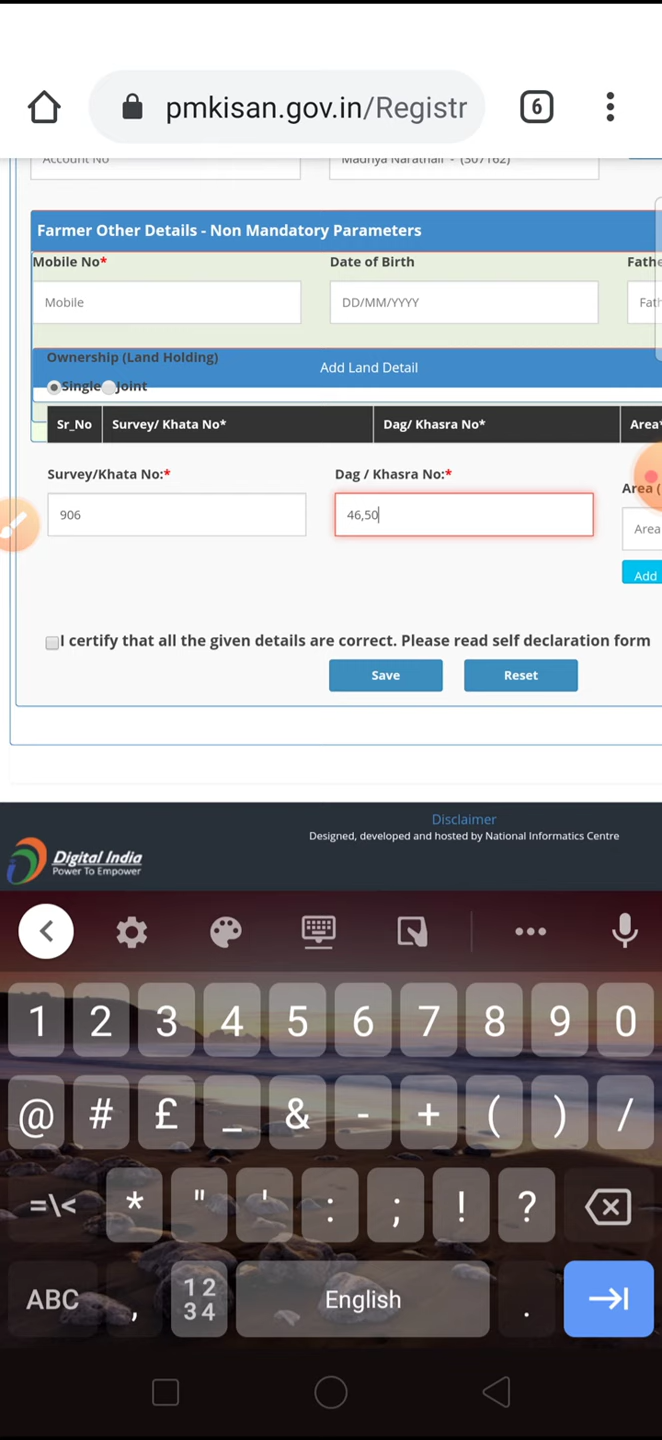 pmkisan.gov.in/Registr 6
Account No Madhya Narathali - (307162)
Farmer Other Details - Non Mandatory Parameters
Mobile No* Date of Birth Fathe
Mobile DD/MM/YYYY Fath
Ownership (Land Holding)
Add Land Detail
Single Joint
Sr_No Survey/ Khata No* Dag/ Khasra No* Area*
Survey/Khata No:* Dag / Khasra No:* Area (
906 46,50 Area
Add
I certify that all the given details are correct. Please read self declaration form
Save Reset
Disclaimer
Designed, developed and hosted by National Informatics Centre
Digital India
Power To Empower
1 2 3 4 5 6 7 8 9 0
@ # £ _ & - + ( ) /
=\< * " ' : ; ! ?
ABC , 1 2 3 4 English .